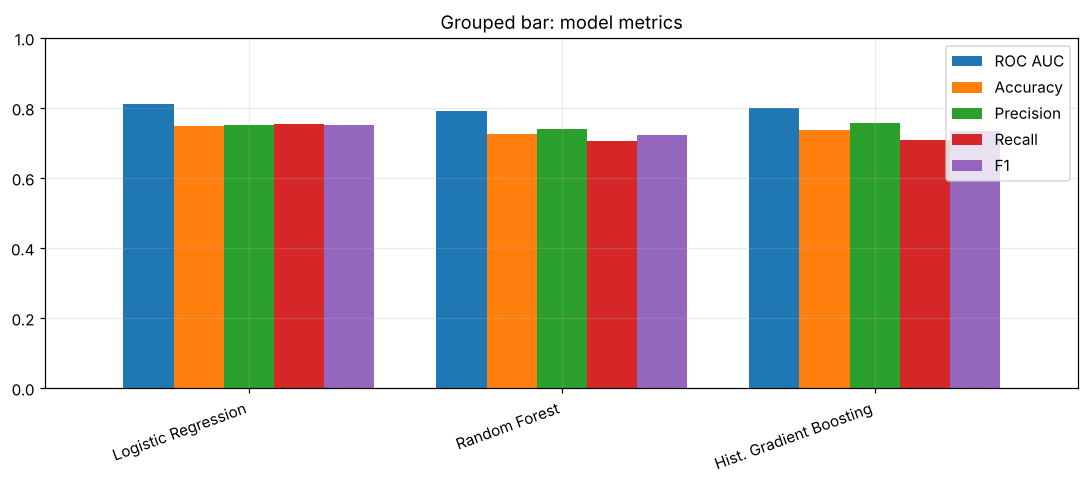 Grouped bar: model metrics
1.0
0.8
0.6
0.4
0.2
0.0
ROC AUC
Accuracy
Precision
Recall
F1
Logistic Regression
Random Forest
Hist. Gradient Boosting